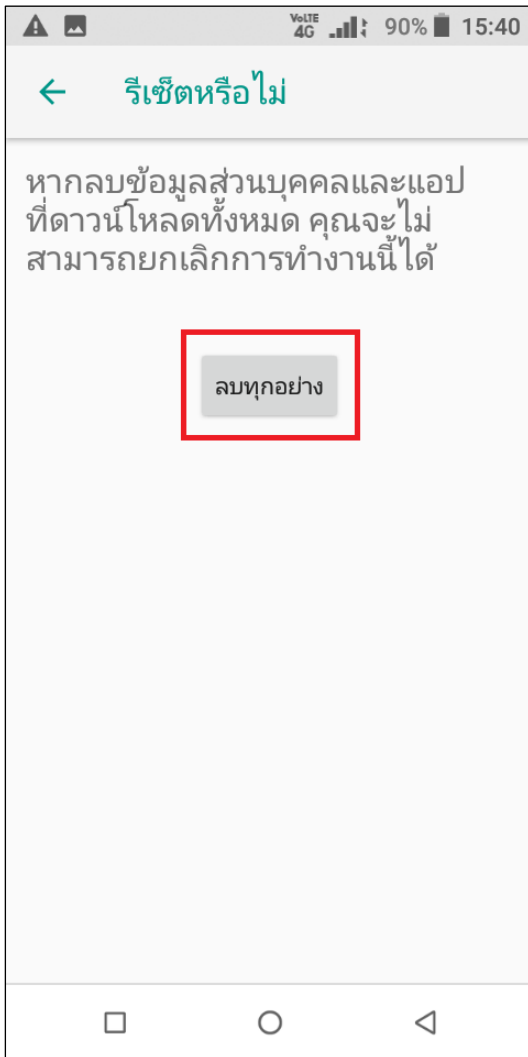 VoLTE
4G 90% 15:40
รีเซ็ตหรือไม่
หากลบข้อมูลส่วนบุคคลและแอป
ที่ดาวน์โหลดทั้งหมด คุณจะไม่
สามารถยกเลิกการทำงานนี้ได้
ลบทุกอย่าง